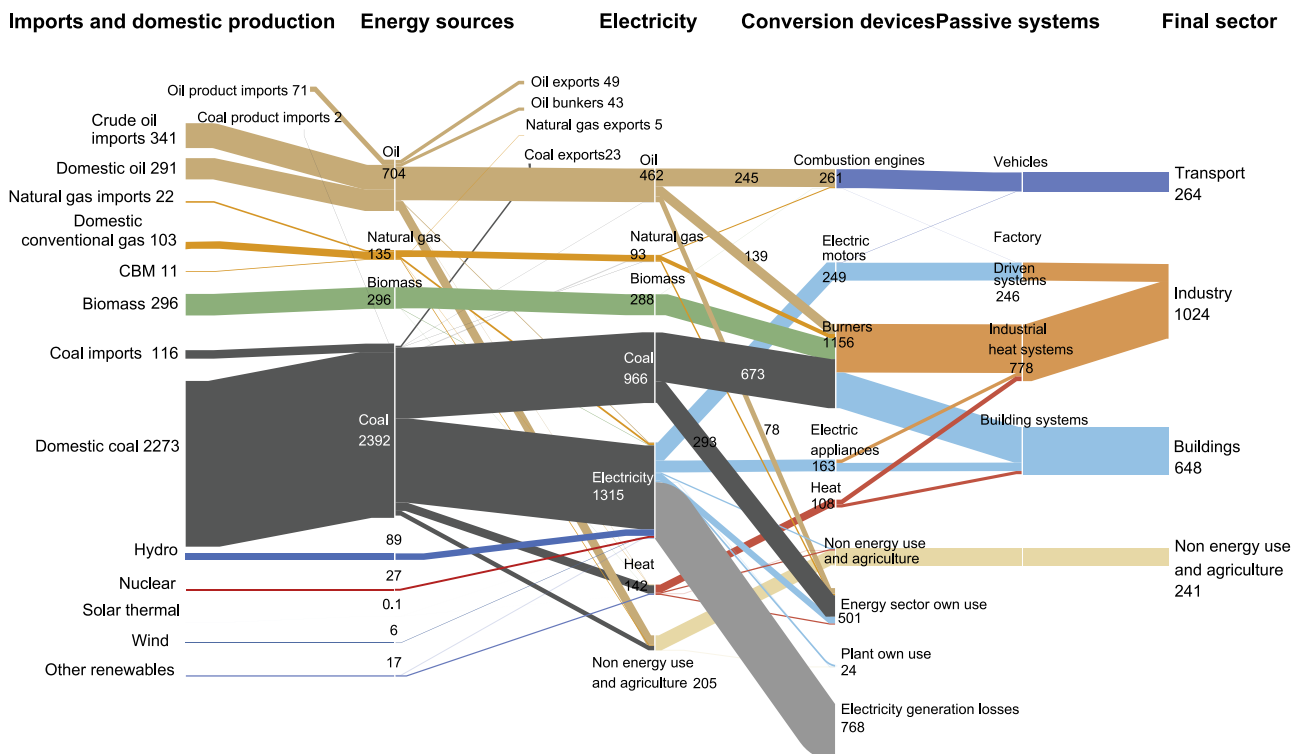 Imports and domestic production
Energy sources
Electricity
Conversion devices
Passive systems
Final sector
Oil product imports 71
Coal product imports 2
Crude oil
imports 341
Domestic oil 291
Natural gas imports 22
Domestic
conventional gas 103
CBM 11
Biomass 296
Coal imports 116
Domestic coal 2273
Hydro
Nuclear
Solar thermal
Wind
Other renewables
Oil
704
Natural gas
135
Biomass
296
Coal
2392
89
27
0.1
6
17
Oil exports 49
Oil bunkers 43
Natural gas exports 5
Coal exports23
Oil
462
Natural gas
93
Biomass
288
Coal
966
Electricity
1315
Heat
142
Non energy use
and agriculture 205
245
139
673
293
78
Combustion engines
261
Electric
motors
249
Burners
1156
Electric
appliances
163
Heat
108
Non energy use
and agriculture
Energy sector own use
501
Plant own use
24
Electricity generation losses
768
Vehicles
Factory
Driven
systems
246
Industrial
heat systems
778
Building systems
Transport
264
Industry
1024
Buildings
648
Non energy use
and agriculture
241